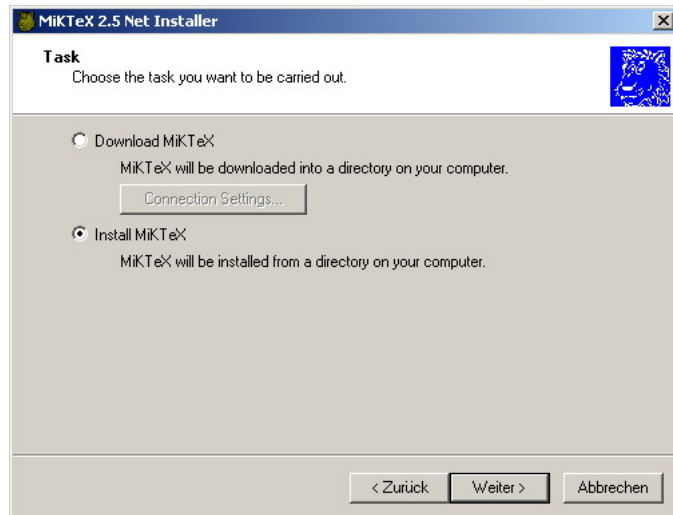 MiKTeX 2.5 Net Installer
Task
Choose the task you want to be carried out.
Download MiKTeX
MiKTeX will be downloaded into a directory on your computer.
Connection Settings...
Install MiKTeX
MiKTeX will be installed from a directory on your computer.
< Zurück Weiter > Abbrechen